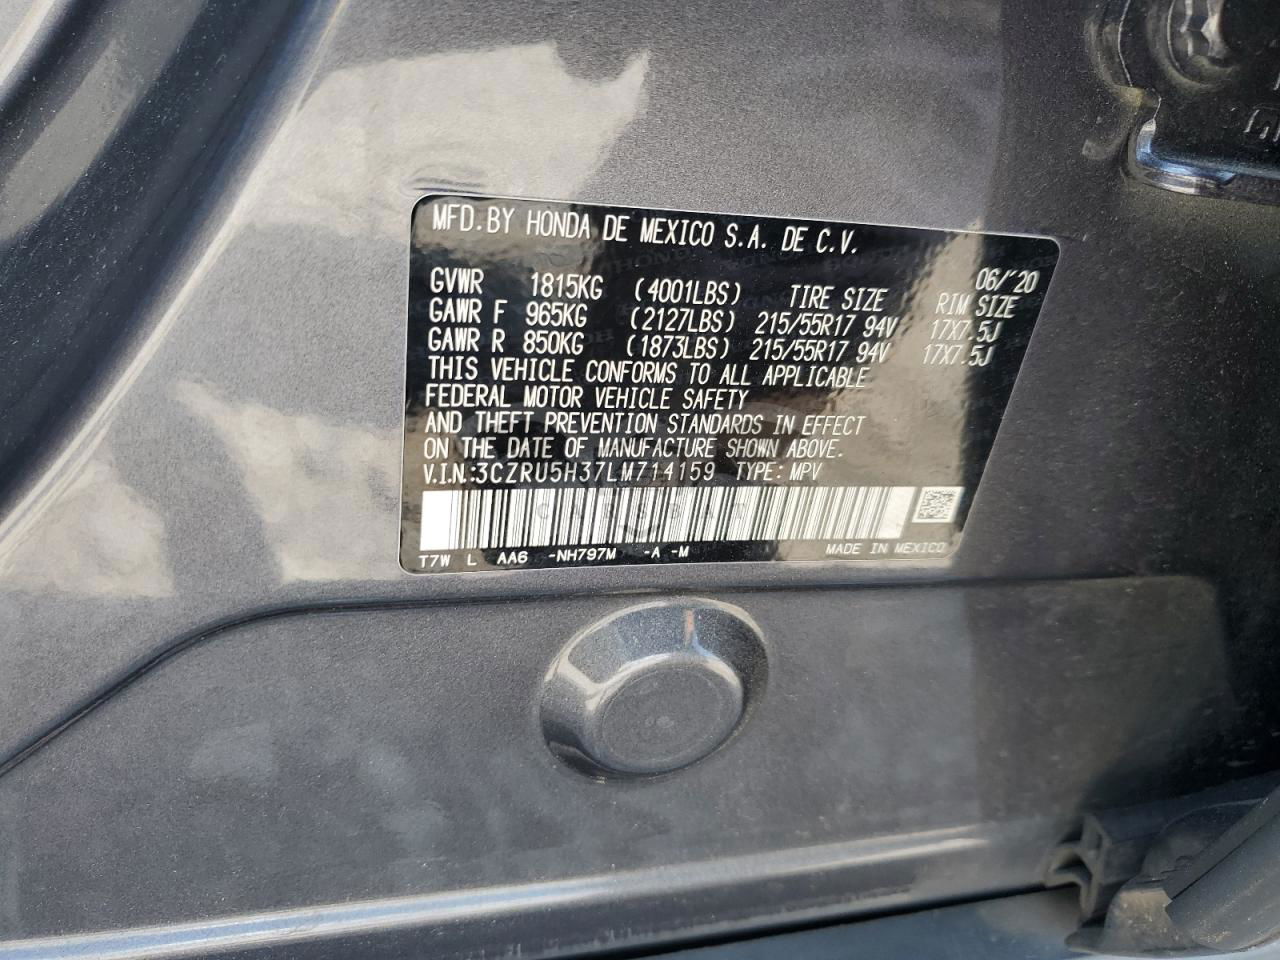 MFD.BY HONDA DE MEXICO S.A. DE C.V.
06/'20
GVWR 1815KG (4001LBS) TIRE SIZE RIM SIZE
GAWR F 965KG (2127LBS) 215/55R17 94V 17X7.5J
GAWR R 850KG (1873LBS) 215/55R17 94V 17X7.5J
THIS VEHICLE CONFORMS TO ALL APPLICABLE
FEDERAL MOTOR VEHICLE SAFETY
AND THEFT PREVENTION STANDARDS IN EFFECT
ON THE DATE OF MANUFACTURE SHOWN ABOVE.
V.I.N.:3CZRU5H37LM714159 TYPE: MPV
T7W L AA6 -NH797M -A -M MADE IN MEXICO